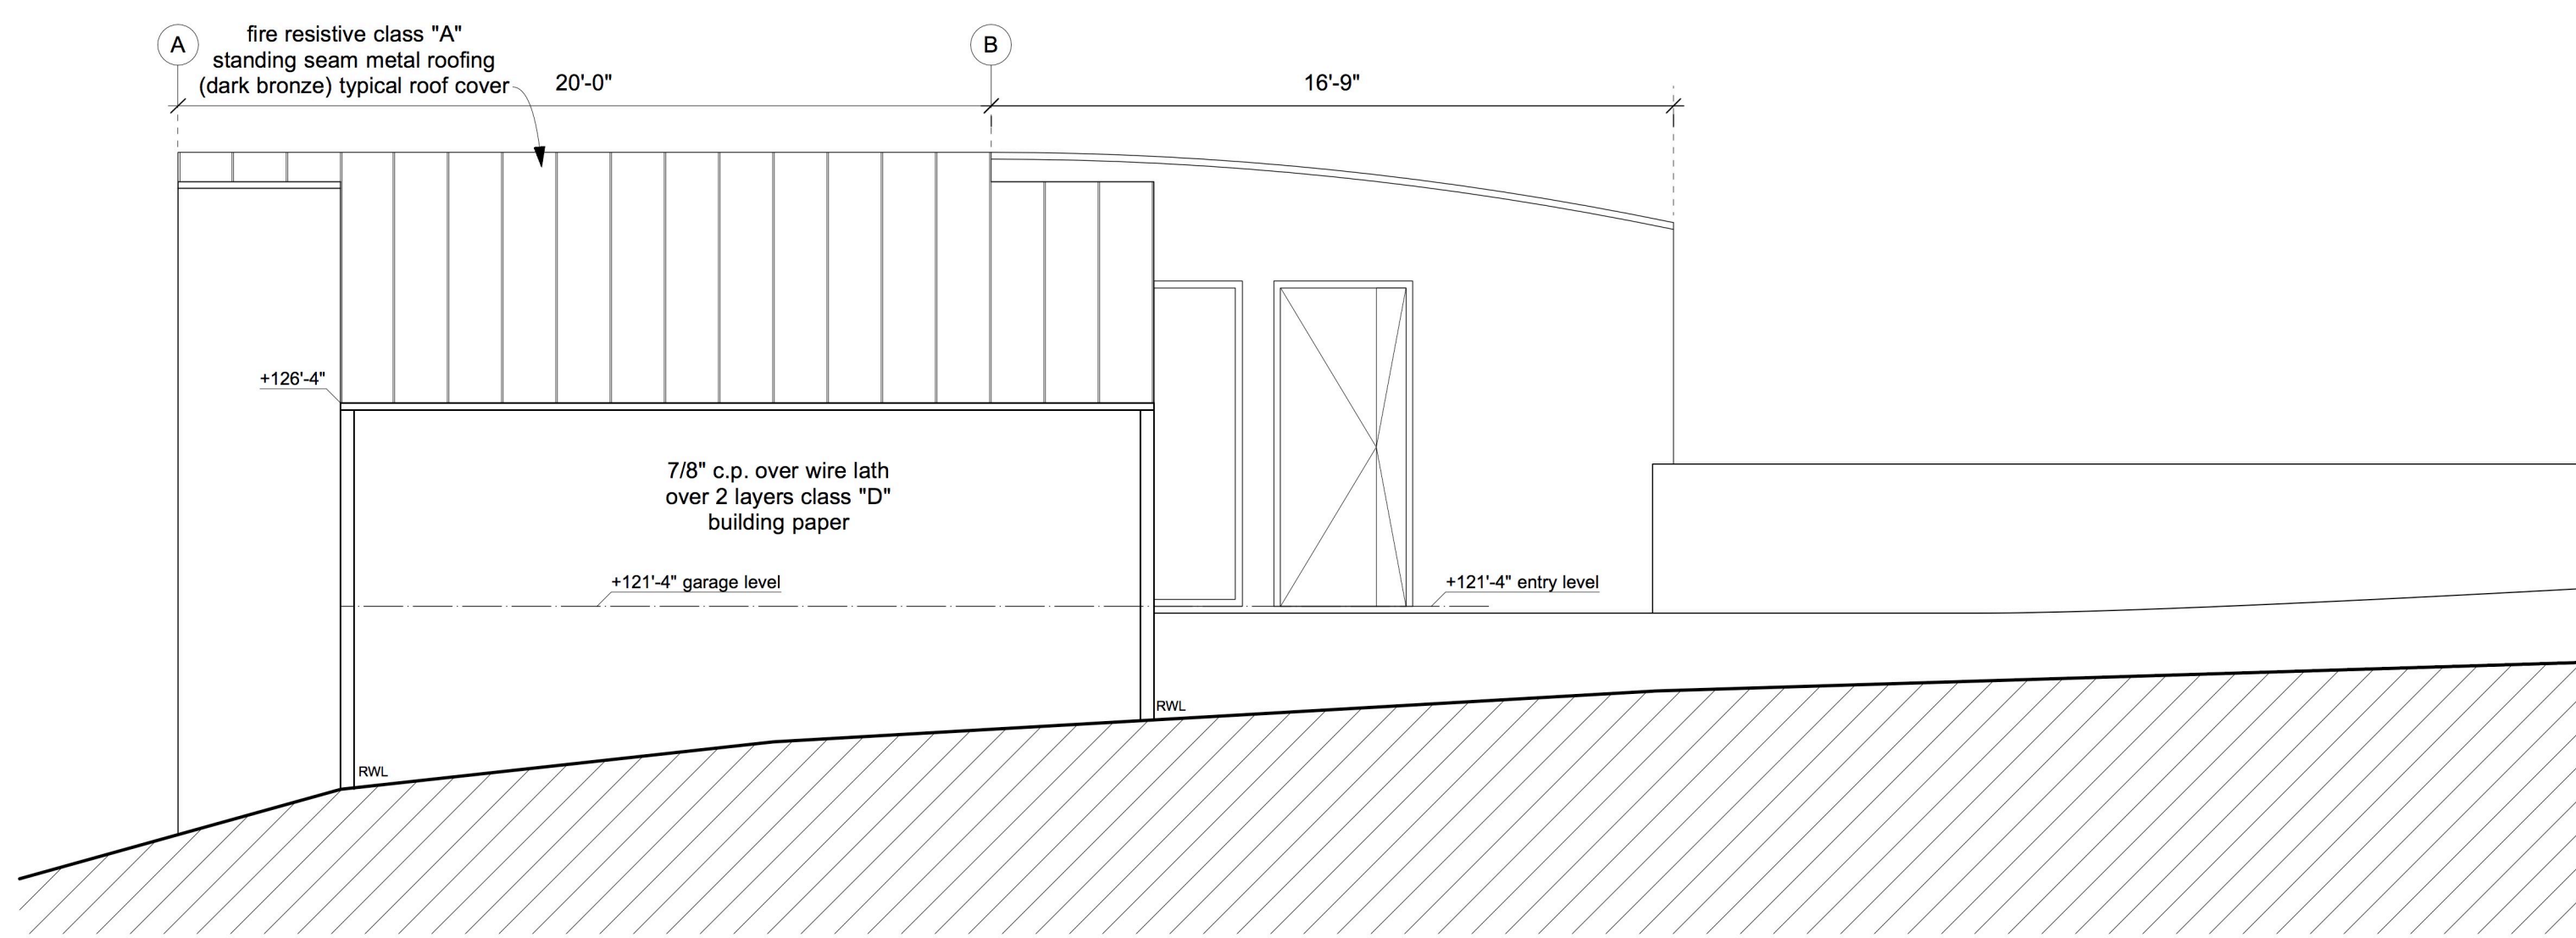 A
fire resistive class "A"
standing seam metal roofing
(dark bronze) typical roof cover
20'-0"
B
16'-9"
+126'-4"
7/8" c.p. over wire lath
over 2 layers class "D"
building paper
+121'-4" garage level
+121'-4" entry level
RWL
RWL